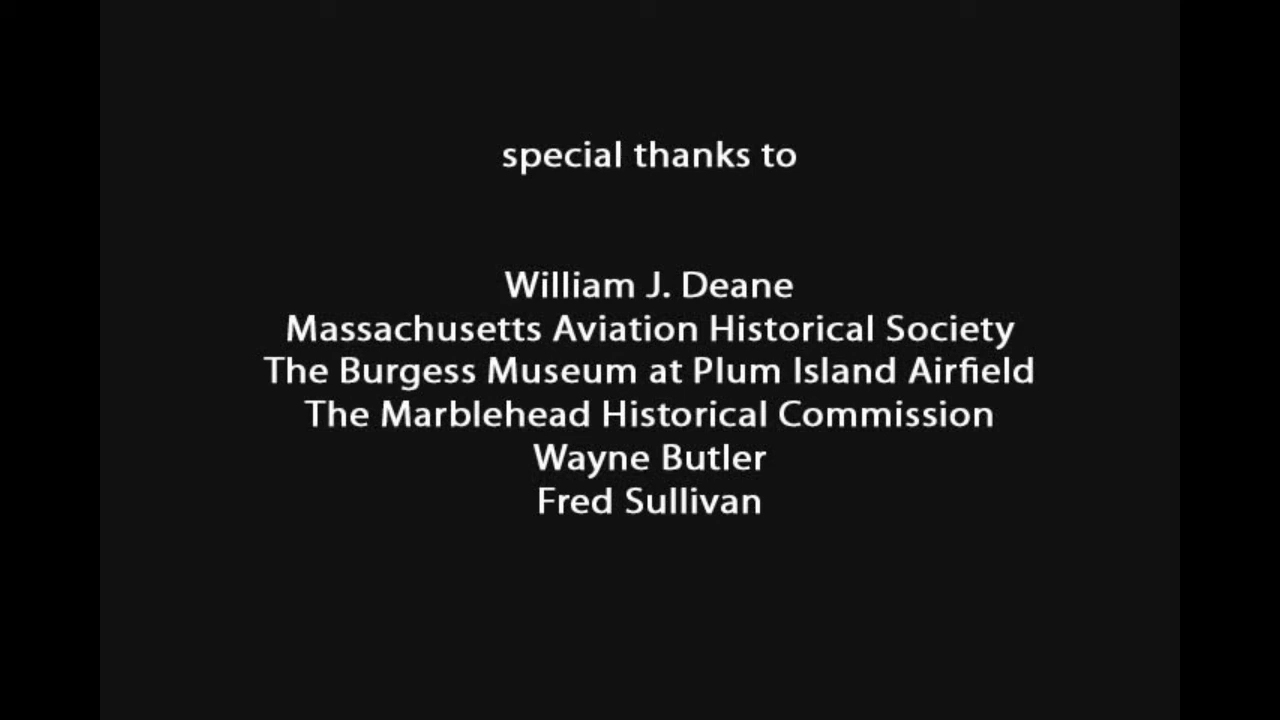 special thanks to
William J. Deane
Massachusetts Aviation Historical Society
The Burgess Museum at Plum Island Airfield
The Marblehead Historical Commission
Wayne Butler
Fred Sullivan